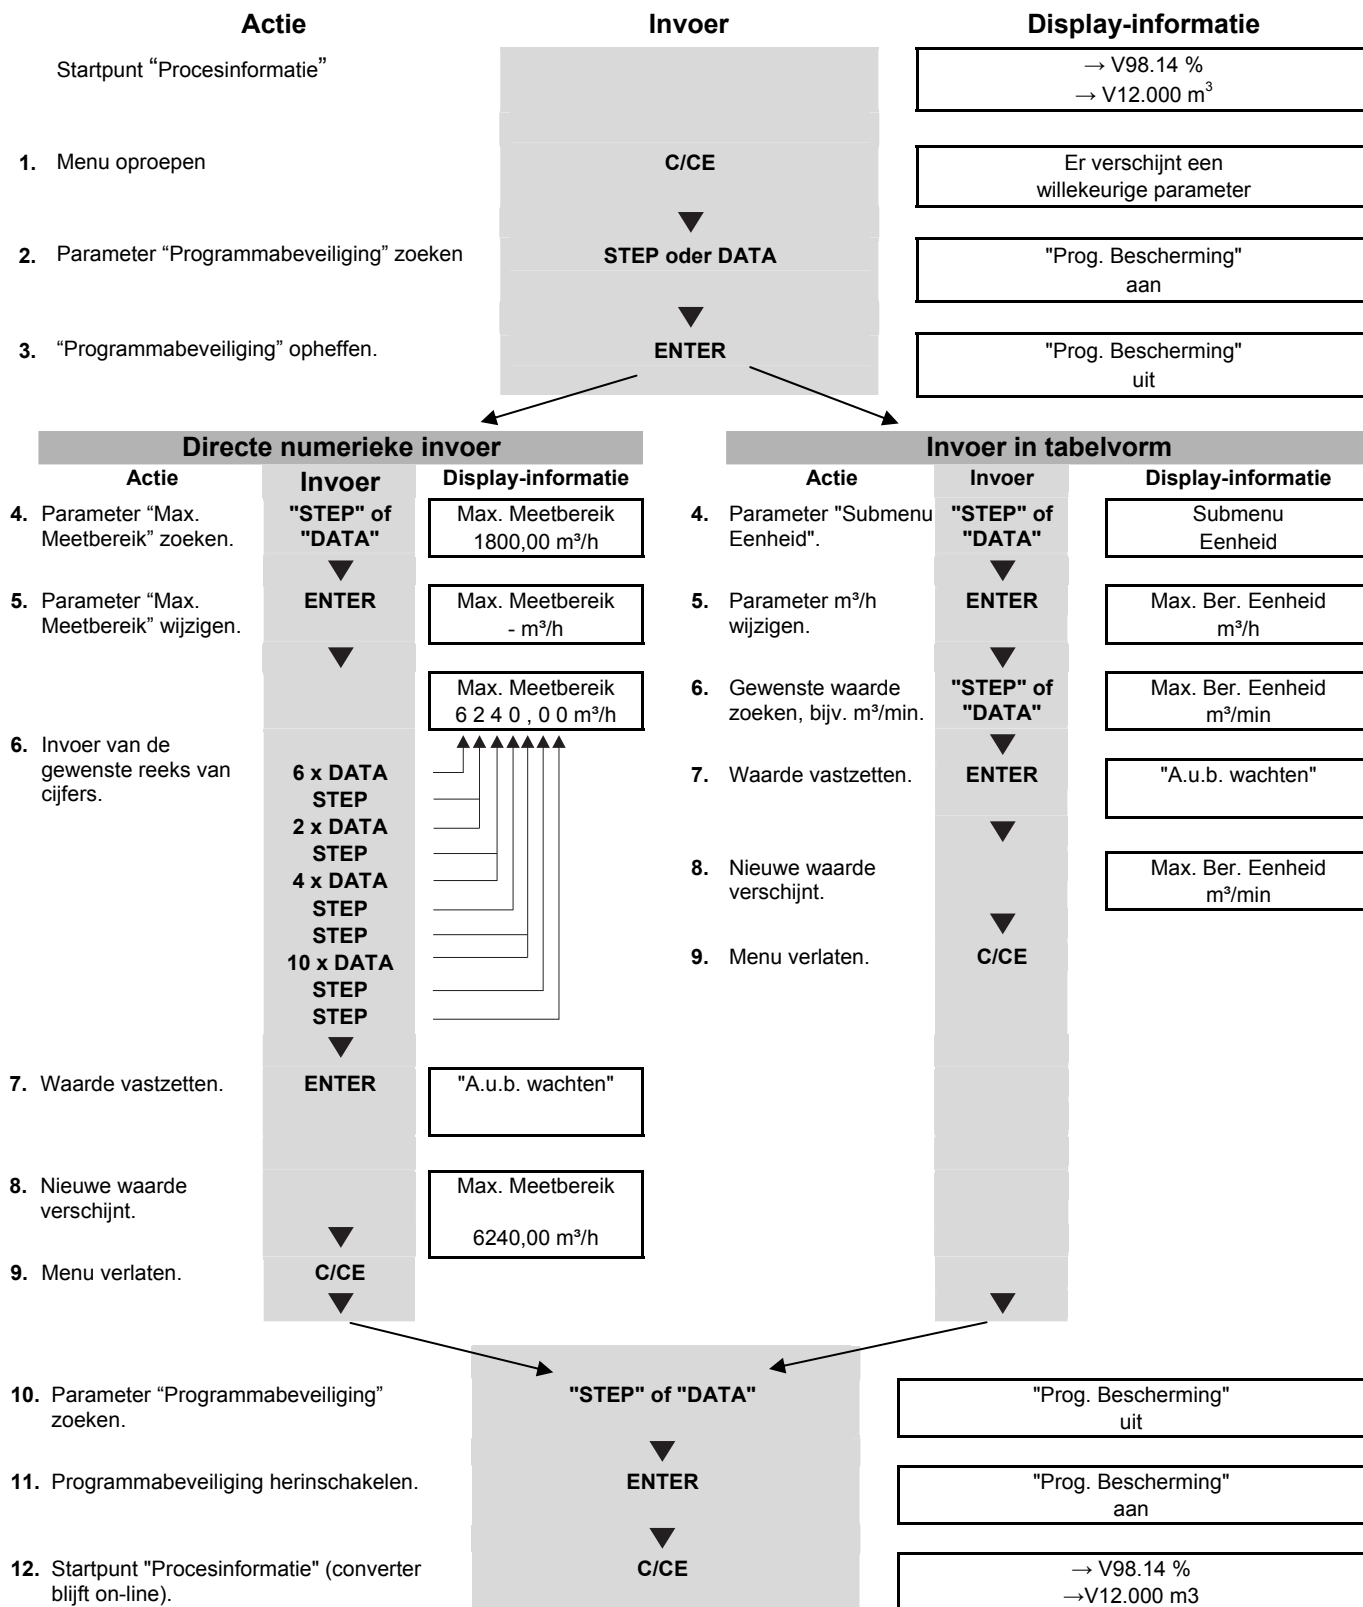 Actie Invoer Display-informatie
Startpunt “Procesinformatie”
→ V98.14 %
→ V12.000 m³
1. Menu oproepen C/CE Er verschijnt een
willekeurige parameter
2. Parameter “Programmabeveiliging” zoeken STEP oder DATA "Prog. Bescherming"
aan
3. “Programmabeveiliging” opheffen. ENTER "Prog. Bescherming"
uit
Directe numerieke invoer
Actie Invoer Display-informatie
4. Parameter “Max. "STEP" of Max. Meetbereik
Meetbereik” zoeken. "DATA" 1800,00 m³/h
5. Parameter “Max. ENTER Max. Meetbereik
Meetbereik” wijzigen. - m³/h
Max. Meetbereik
6 2 4 0 , 0 0 m³/h
6. Invoer van de
gewenste reeks van
cijfers.
6 x DATA
STEP
2 x DATA
STEP
4 x DATA
STEP
STEP
10 x DATA
STEP
STEP
7. Waarde vastzetten. ENTER "A.u.b. wachten"
8. Nieuwe waarde Max. Meetbereik
verschijnt.
6240,00 m³/h
9. Menu verlaten. C/CE
Invoer in tabelvorm
Actie Invoer Display-informatie
4. Parameter "Submenu "STEP" of Submenu
Eenheid". "DATA" Eenheid
5. Parameter m³/h ENTER Max. Ber. Eenheid
wijzigen. m³/h
6. Gewenste waarde "STEP" of Max. Ber. Eenheid
zoeken, bijv. m³/min. "DATA" m³/min
7. Waarde vastzetten. ENTER "A.u.b. wachten"
8. Nieuwe waarde Max. Ber. Eenheid
verschijnt. m³/min
9. Menu verlaten. C/CE
10. Parameter “Programmabeveiliging” "STEP" of "DATA" "Prog. Bescherming"
zoeken. uit
11. Programmabeveiliging herinschakelen. ENTER "Prog. Bescherming"
aan
12. Startpunt "Procesinformatie" (converter C/CE → V98.14 %
blijft on-line). →V12.000 m3